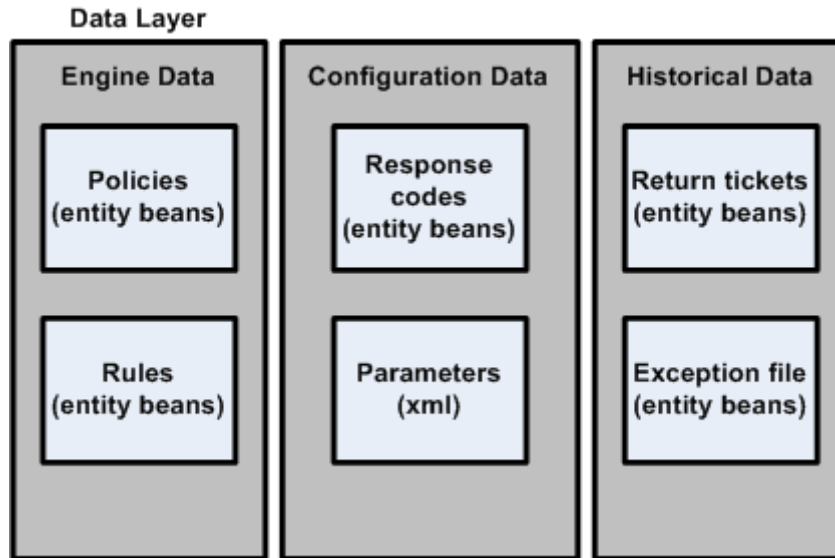 Data Layer
Engine Data
Policies
(entity beans)
Rules
(entity beans)
Configuration Data
Response
codes
(entity beans)
Parameters
(xml)
Historical Data
Return tickets
(entity beans)
Exception file
(entity beans)